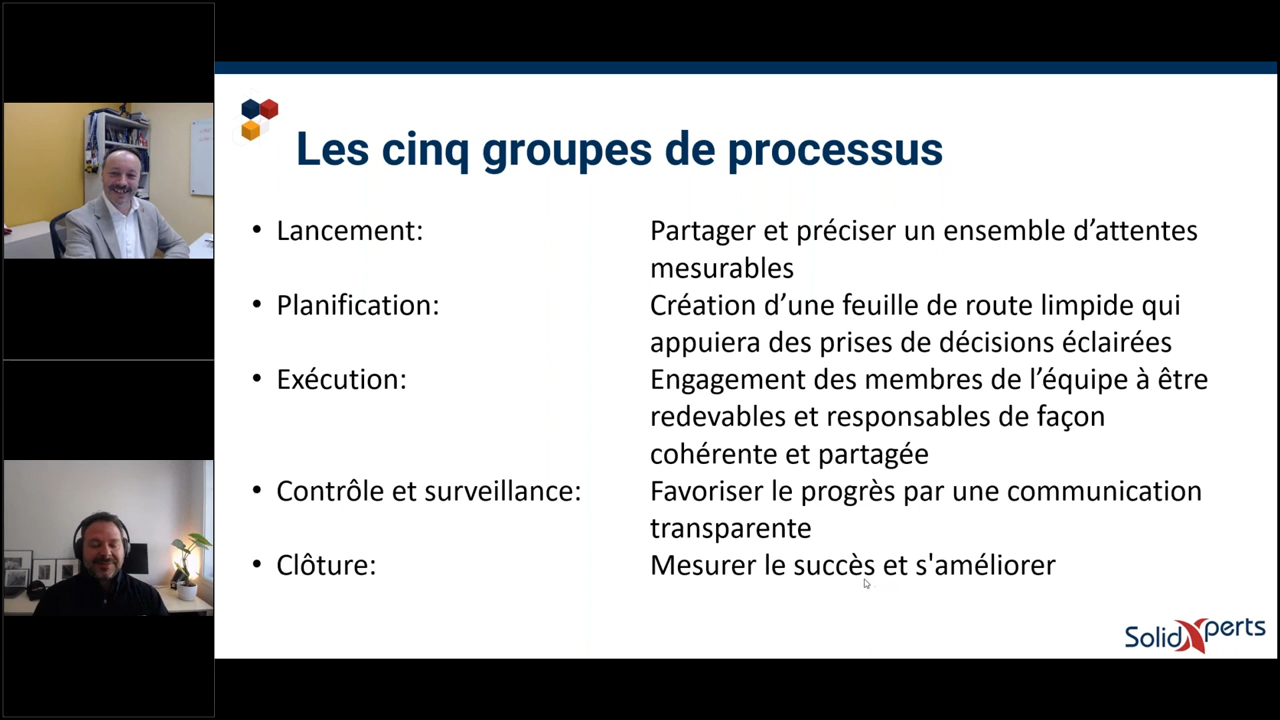 Les cinq groupes de processus
• Lancement: Partager et préciser un ensemble d’attentes
mesurables
• Planification: Création d’une feuille de route limpide qui
appuiera des prises de décisions éclairées
• Exécution: Engagement des membres de l’équipe à être
redevables et responsables de façon
cohérente et partagée
• Contrôle et surveillance: Favoriser le progrès par une communication
transparente
• Clôture: Mesurer le succès et s'améliorer
SolidXperts